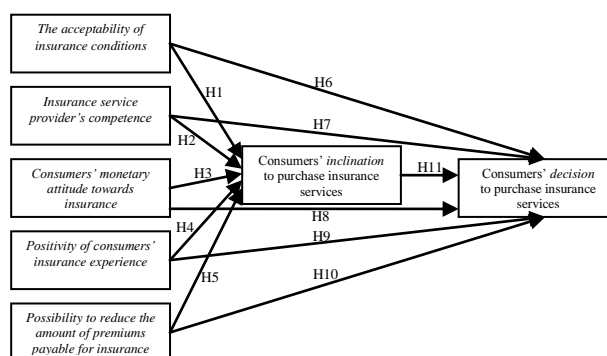 The acceptability of
insurance conditions
Insurance service
provider's competence
Consumers' monetary
attitude towards
insurance
Positivity of consumers'
insurance experience
Possibility to reduce the
amount of premiums
payable for insurance
H1
H2
H3
H4
H5
H6
H7
H8
H9
H10
Consumers' inclination
to purchase insurance
services
H11
Consumers' decision
to purchase insurance
services